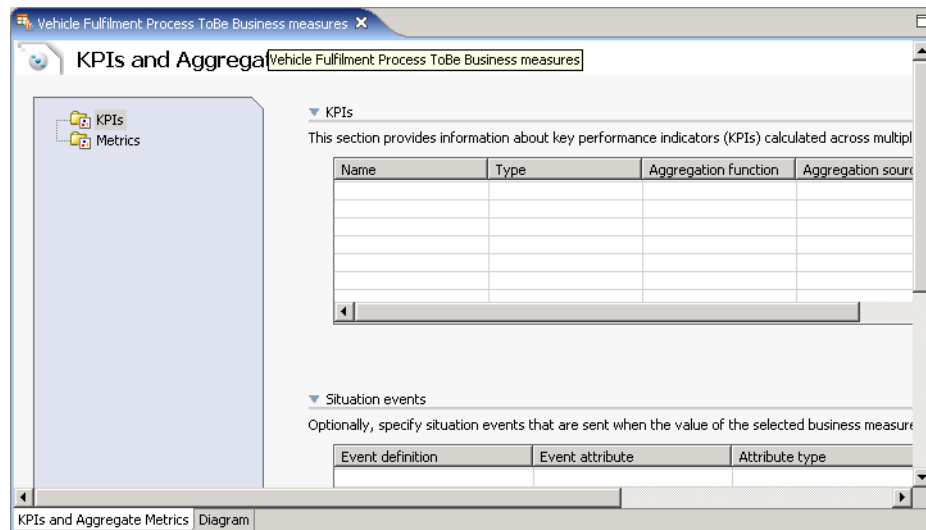 Vehicle Fulfilment Process ToBe Business measures
KPIs and Aggregat
Vehicle Fulfilment Process ToBe Business measures
KPIs
Metrics
KPIs
This section provides information about key performance indicators (KPIs) calculated across multipl
Name Type Aggregation function Aggregation sourc
Situation events
Optionally, specify situation events that are sent when the value of the selected business measure
Event definition Event attribute Attribute type
KPIs and Aggregate Metrics Diagram